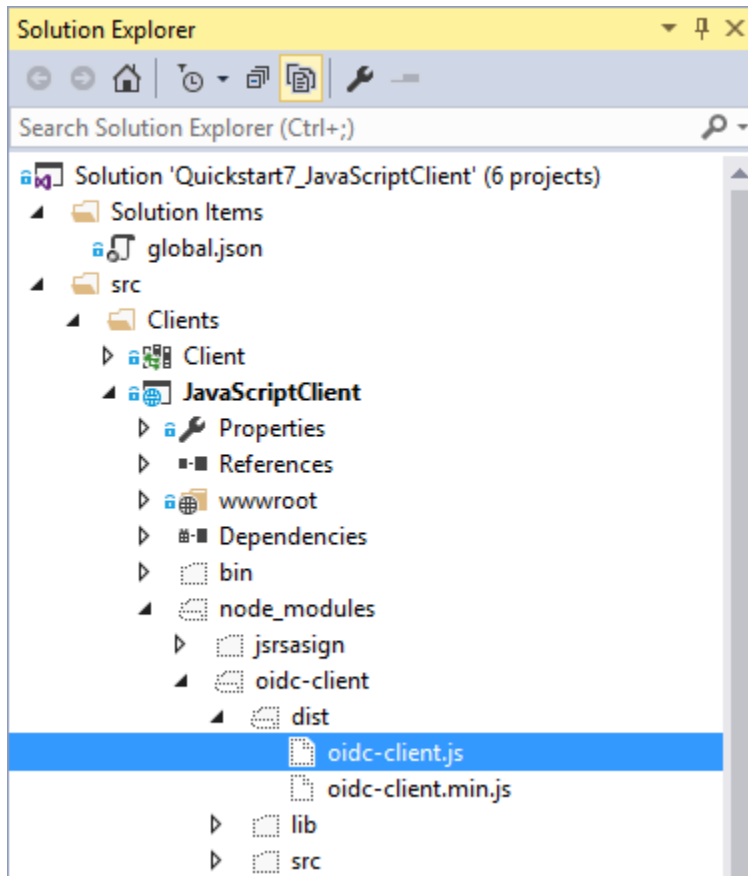 Solution Explorer
Search Solution Explorer (Ctrl+;)
Solution 'Quickstart7_JavaScriptClient' (6 projects)
Solution Items
global.json
src
Clients
Client
JavaScriptClient
Properties
References
wwwroot
Dependencies
bin
node_modules
jsrsasign
oidc-client
dist
oidc-client.js
oidc-client.min.js
lib
src